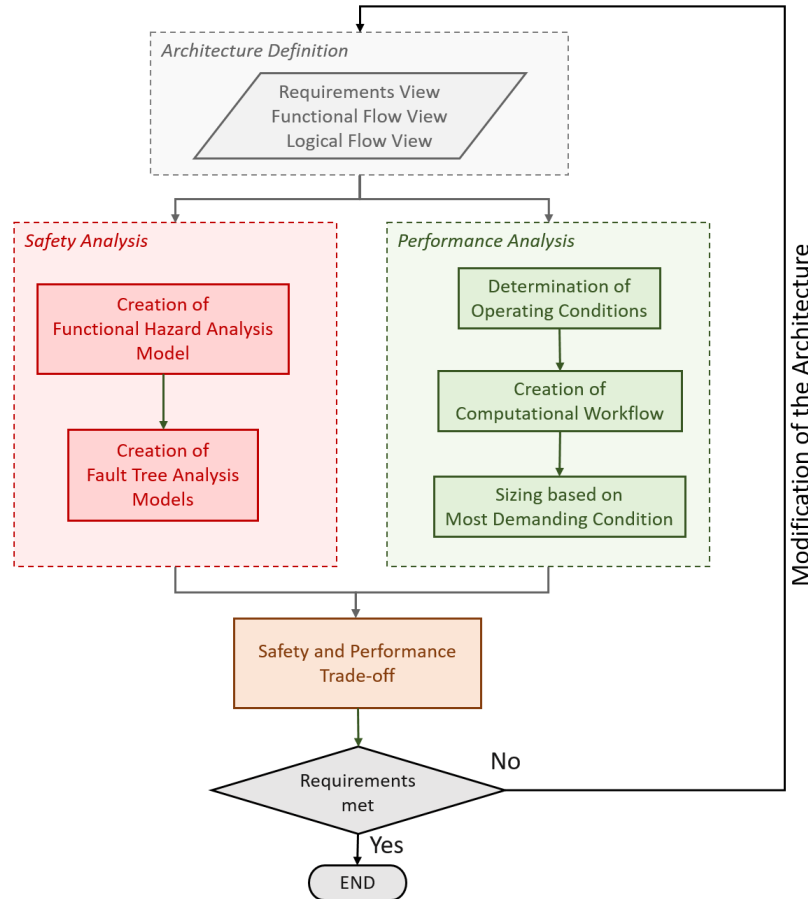 Architecture Definition
Requirements View
Functional Flow View
Logical Flow View
Safety Analysis
Creation of
Functional Hazard Analysis
Model
Creation of
Fault Tree Analysis
Models
Performance Analysis
Determination of
Operating Conditions
Creation of
Computational Workflow
Sizing based on
Most Demanding Condition
Safety and Performance
Trade-off
Requirements
met
No
Modification of the Architecture
Yes
END